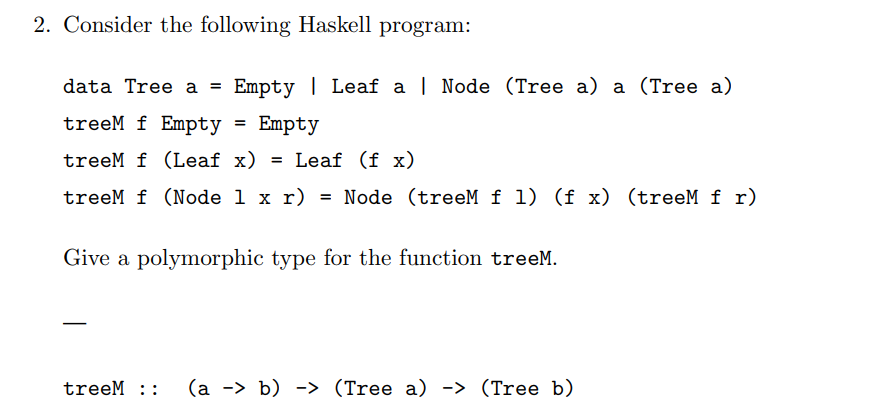 2. Consider the following Haskell program:
data Tree a = Empty | Leaf a | Node (Tree a) a (Tree a)
treeM f Empty = Empty
treeM f (Leaf x) = Leaf (f x)
treeM f (Node l x r) = Node (treeM f l) (f x) (treeM f r)
Give a polymorphic type for the function treeM.
—
treeM :: (a -> b) -> (Tree a) -> (Tree b)